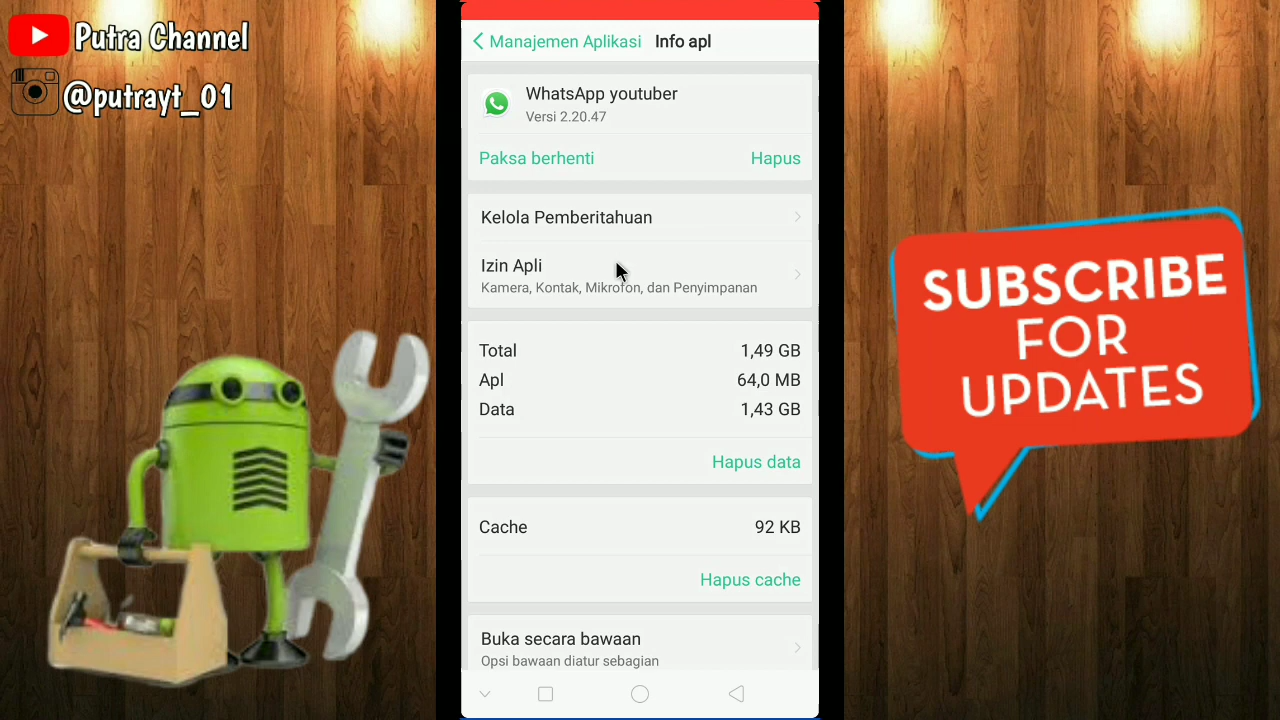 Putra Channel
@putrayt_01
Manajemen Aplikasi Info apl
WhatsApp youtuber
Versi 2.20.47
Paksa berhenti Hapus
Kelola Pemberitahuan
Izin Apli
Kamera, Kontak, Mikrofon, dan Penyimpanan
Total 1,49 GB
Apl 64,0 MB
Data 1,43 GB
Hapus data
Cache 92 KB
Hapus cache
Buka secara bawaan
Opsi bawaan diatur sebagian
SUBSCRIBE
FOR
UPDATES